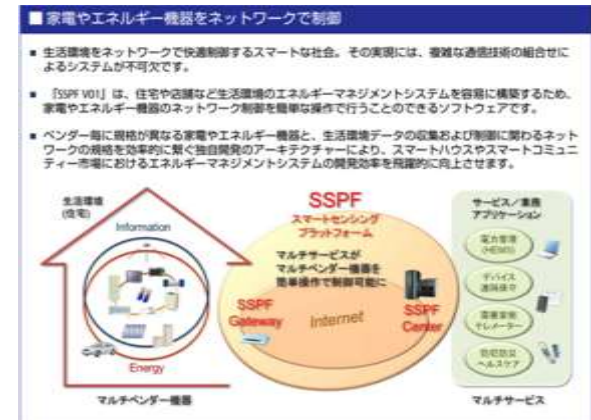 ■家電やエネルギー機器をネットワークで制御
■ 生活環境をネットワークで快適制御するスマートな社会。その実現には、複雑な通信技術の組合せに
よるシステムが不可欠です。
■ 「SSPF V01」は、住宅や店舗など生活環境のエネルギーマネジメントシステムを容易に構築するため、
家電やエネルギー機器のネットワーク制御を簡単な操作で行うことのできるソフトウェアです。
■ ベンダー毎に規格が異なる家電やエネルギー機器と、生活環境データの収集および制御に関わるネット
ワークの規格を効率的に繋ぐ独自開発のアーキテクチャーにより、スマートハウスやスマートコミュニ
ティー市場におけるエネルギーマネジメントシステムの開発効率を飛躍的に向上させます。
生活環境
(住宅)
Information
Energy
マルチベンダー機器
SSPF
スマートセンシング
プラットフォーム
マルチサービスが
マルチベンダー機器を
簡単操作で制御可能に
SSPF
Gateway
Internet
SSPF
Center
サービス/業務
アプリケーション
電力管理
(HEMS)
デバイス
遠隔保守
テレメーター
防犯防災
ヘルスケア
マルチサービス